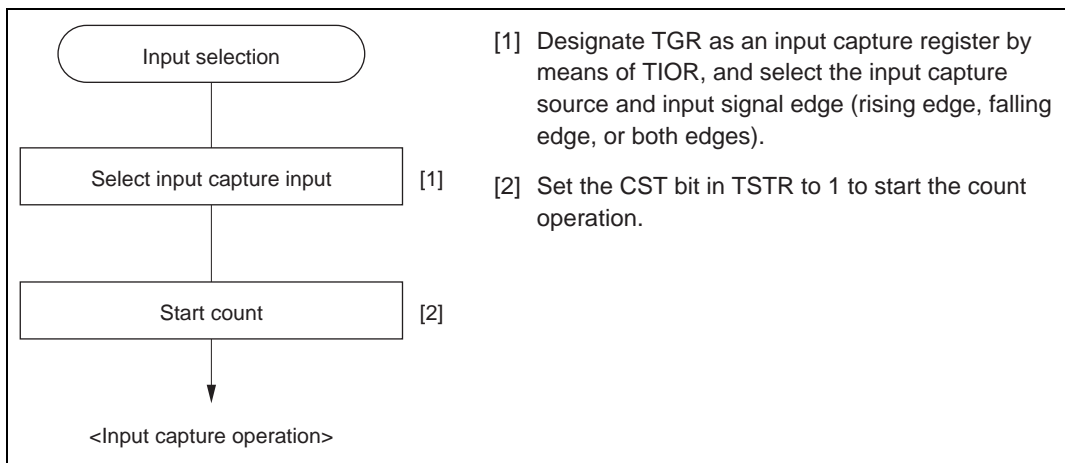 Input selection
Select input capture input
[1]
Start count
[2]
<Input capture operation>
[1] Designate TGR as an input capture register by
means of TIOR, and select the input capture
source and input signal edge (rising edge, falling
edge, or both edges).
[2] Set the CST bit in TSTR to 1 to start the count
operation.